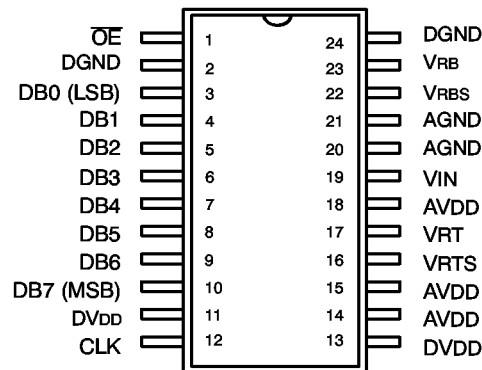 O̅E̅ 1 24 DGND
DGND 2 23 VRB
DB0 (LSB) 3 22 VRBS
DB1 4 21 AGND
DB2 5 20 AGND
DB3 6 19 VIN
DB4 7 18 AVDD
DB5 8 17 VRT
DB6 9 16 VRTS
DB7 (MSB) 10 15 AVDD
DVDD 11 14 AVDD
CLK 12 13 DVDD